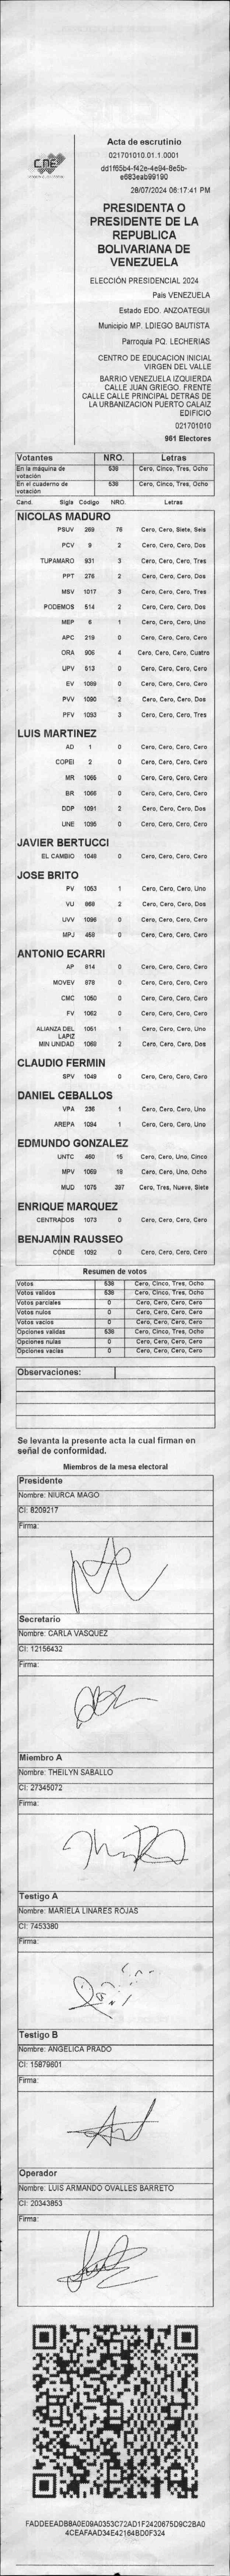 CNE
Acta de escrutinio
021701010.01.1.0001
dd1f65b4-f42e-4e94-8e5b-
e683eab99190
28/07/2024 06:17:41 PM
PRESIDENTA O
PRESIDENTE DE LA
REPUBLICA
BOLIVARIANA DE
VENEZUELA
ELECCIÓN PRESIDENCIAL 2024
País VENEZUELA
Estado EDO. ANZOATEGUI
Municipio MP. LDIEGO BAUTISTA
Parroquia PQ. LECHERIAS
CENTRO DE EDUCACION INICIAL
VIRGEN DEL VALLE
BARRIO VENEZUELA IZQUIERDA
CALLE JUAN GRIEGO. FRENTE
CALLE CALLE PRINCIPAL DETRAS DE
LA URBANIZACION PUERTO CALAIZ
EDIFICIO
021701010
961 Electores
Votantes NRO. Letras
En la máquina de votación 538 Cero, Cinco, Tres, Ocho
En el cuaderno de votación 538 Cero, Cinco, Tres, Ocho
Cand. Sigla Código NRO. Letras
NICOLAS MADURO
PSUV 269 76 Cero, Cero, Siete, Seis
PCV 9 2 Cero, Cero, Cero, Dos
TUPAMARO 931 3 Cero, Cero, Cero, Tres
PPT 276 2 Cero, Cero, Cero, Dos
MSV 1017 3 Cero, Cero, Cero, Tres
PODEMOS 514 2 Cero, Cero, Cero, Dos
MEP 6 1 Cero, Cero, Cero, Uno
APC 219 0 Cero, Cero, Cero, Cero
ORA 906 4 Cero, Cero, Cero, Cuatro
UPV 513 0 Cero, Cero, Cero, Cero
EV 1089 0 Cero, Cero, Cero, Cero
PVV 1090 2 Cero, Cero, Cero, Dos
PFV 1093 3 Cero, Cero, Cero, Tres
LUIS MARTINEZ
AD 1 0 Cero, Cero, Cero, Cero
COPEI 2 0 Cero, Cero, Cero, Cero
MR 1065 0 Cero, Cero, Cero, Cero
BR 1066 0 Cero, Cero, Cero, Cero
DDP 1091 2 Cero, Cero, Cero, Dos
UNE 1095 0 Cero, Cero, Cero, Cero
JAVIER BERTUCCI
EL CAMBIO 1048 0 Cero, Cero, Cero, Cero
JOSE BRITO
PV 1053 1 Cero, Cero, Cero, Uno
VU 868 2 Cero, Cero, Cero, Dos
UVV 1096 0 Cero, Cero, Cero, Cero
MPJ 459 0 Cero, Cero, Cero, Cero
ANTONIO ECARRI
AP 814 0 Cero, Cero, Cero, Cero
MOVEV 878 0 Cero, Cero, Cero, Cero
CMC 1050 0 Cero, Cero, Cero, Cero
FV 1062 0 Cero, Cero, Cero, Cero
ALIANZA DEL LAPIZ 1051 1 Cero, Cero, Cero, Uno
MIN UNIDAD 1068 2 Cero, Cero, Cero, Dos
CLAUDIO FERMIN
SPV 1049 0 Cero, Cero, Cero, Cero
DANIEL CEBALLOS
VPA 236 1 Cero, Cero, Cero, Uno
AREPA 1094 1 Cero, Cero, Cero, Uno
EDMUNDO GONZALEZ
UNTC 460 15 Cero, Cero, Uno, Cinco
MPV 1069 18 Cero, Cero, Uno, Ocho
MUD 1075 397 Cero, Tres, Nueve, Siete
ENRIQUE MARQUEZ
CENTRADOS 1073 0 Cero, Cero, Cero, Cero
BENJAMIN RAUSSEO
CONDE 1092 0 Cero, Cero, Cero, Cero
Resumen de votos
Votos 538 Cero, Cinco, Tres, Ocho
Votos validos 538 Cero, Cinco, Tres, Ocho
Votos parciales 0 Cero, Cero, Cero, Cero
Votos nulos 0 Cero, Cero, Cero, Cero
Votos vacios 0 Cero, Cero, Cero, Cero
Opciones validas 538 Cero, Cinco, Tres, Ocho
Opciones nulas 0 Cero, Cero, Cero, Cero
Opciones vacías 0 Cero, Cero, Cero, Cero
Observaciones:
Se levanta la presente acta la cual firman en
señal de conformidad.
Miembros de la mesa electoral
Presidente
Nombre: NIURCA MAGO
CI: 8209217
Firma:
Secretario
Nombre: CARLA VASQUEZ
CI: 12156432
Firma:
Miembro A
Nombre: THEILYN SABALLO
CI: 27345072
Firma:
Testigo A
Nombre: MARIELA LINARES ROJAS
CI: 7453380
Firma:
Testigo B
Nombre: ANGELICA PRADO
CI: 15879601
Firma:
Operador
Nombre: LUIS ARMANDO OVALLES BARRETO
CI: 20343853
Firma:
FADDEEADBBA0E09A0353C72AD1F2420675D9C2BA0
4CEAFAAD34E42164BD0F324